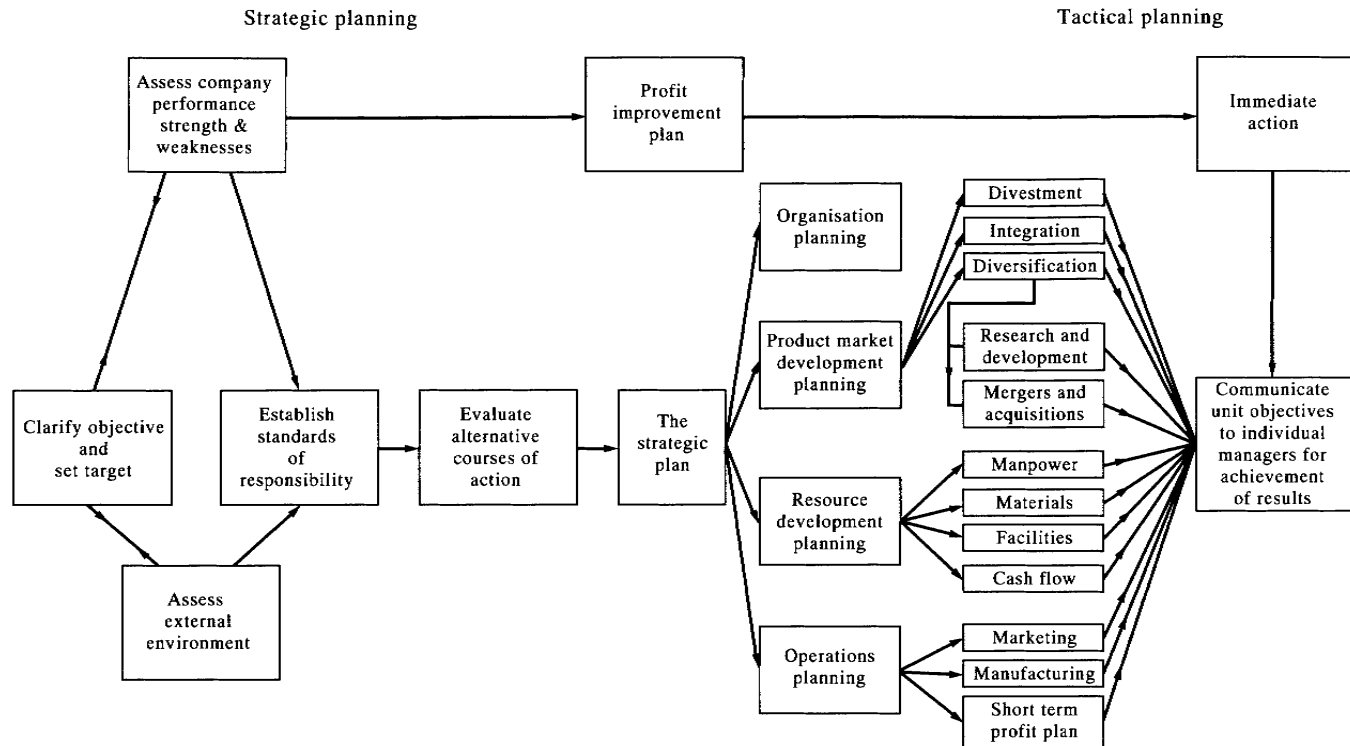 Strategic planning
Tactical planning
Assess company
performance
strength &
weaknesses
Profit
improvement
plan
Immediate
action
Organisation
planning
Divestment
Integration
Diversification
Product market
development
planning
Research and
development
Mergers and
acquisitions
Clarify objective
and
set target
Establish
standards
of
responsibility
Evaluate
alternative
courses of
action
The
strategic
plan
Communicate
unit objectives
to individual
managers for
achievement
of results
Resource
development
planning
Manpower
Materials
Facilities
Cash flow
Assess
external
environment
Operations
planning
Marketing
Manufacturing
Short term
profit plan